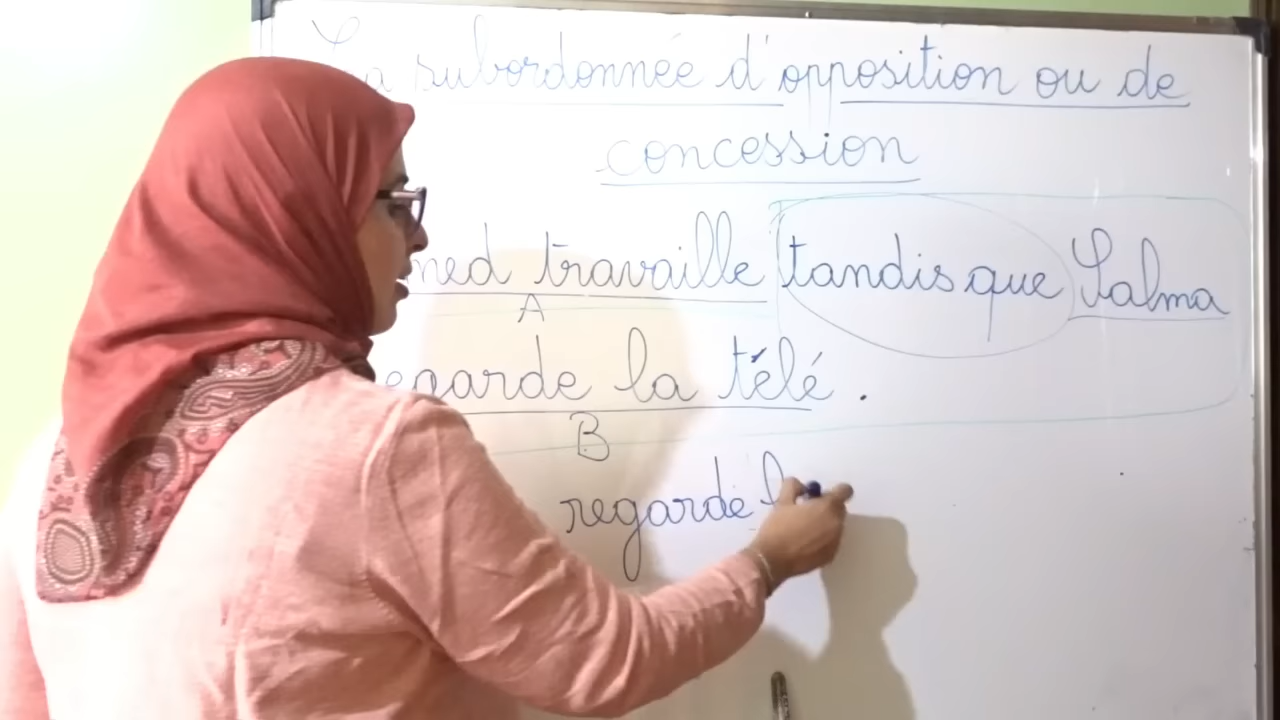 La subordonnée d'opposition ou de
concession
med travaille tandis que Salma
A
egarde la télé.
B
regarde l